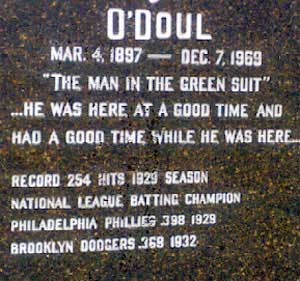 O'DOUL
MAR. 4, 1897 — DEC. 7, 1969
"THE MAN IN THE GREEN SUIT"
...HE WAS HERE AT A GOOD TIME AND
HAD A GOOD TIME WHILE HE WAS HERE...
RECORD 254 HITS 1929 SEASON
NATIONAL LEAGUE BATTING CHAMPION
PHILADELPHIA PHILLIES .398 1929
BROOKLYN DODGERS .368 1932